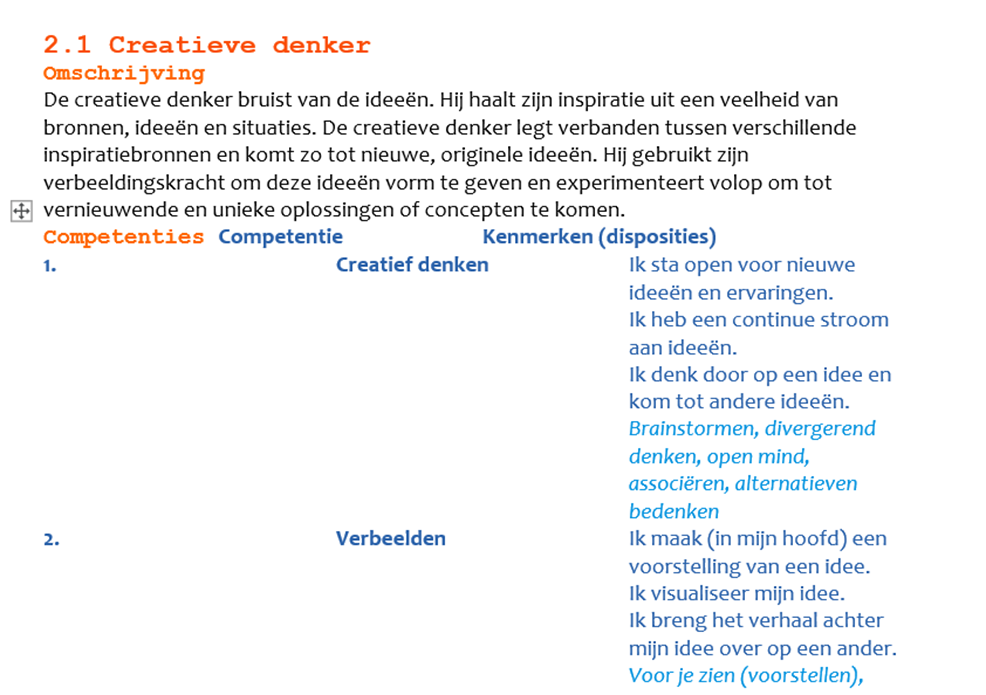 2.1 Creatieve denker
Omschrijving
De creatieve denker bruist van de ideeën. Hij haalt zijn inspiratie uit een veelheid van
bronnen, ideeën en situaties. De creatieve denker legt verbanden tussen verschillende
inspiratiebronnen en komt zo tot nieuwe, originele ideeën. Hij gebruikt zijn
verbeeldingskracht om deze ideeën vorm te geven en experimenteert volop om tot
vernieuwende en unieke oplossingen of concepten te komen.
Competenties Competentie Kenmerken (disposities)
1. Creatief denken Ik sta open voor nieuwe
ideeën en ervaringen.
Ik heb een continue stroom
aan ideeën.
Ik denk door op een idee en
kom tot andere ideeën.
Brainstormen, divergerend
denken, open mind,
associëren, alternatieven
bedenken
2. Verbeelden Ik maak (in mijn hoofd) een
voorstelling van een idee.
Ik visualiseer mijn idee.
Ik breng het verhaal achter
mijn idee over op een ander.
Voor je zien (voorstellen),